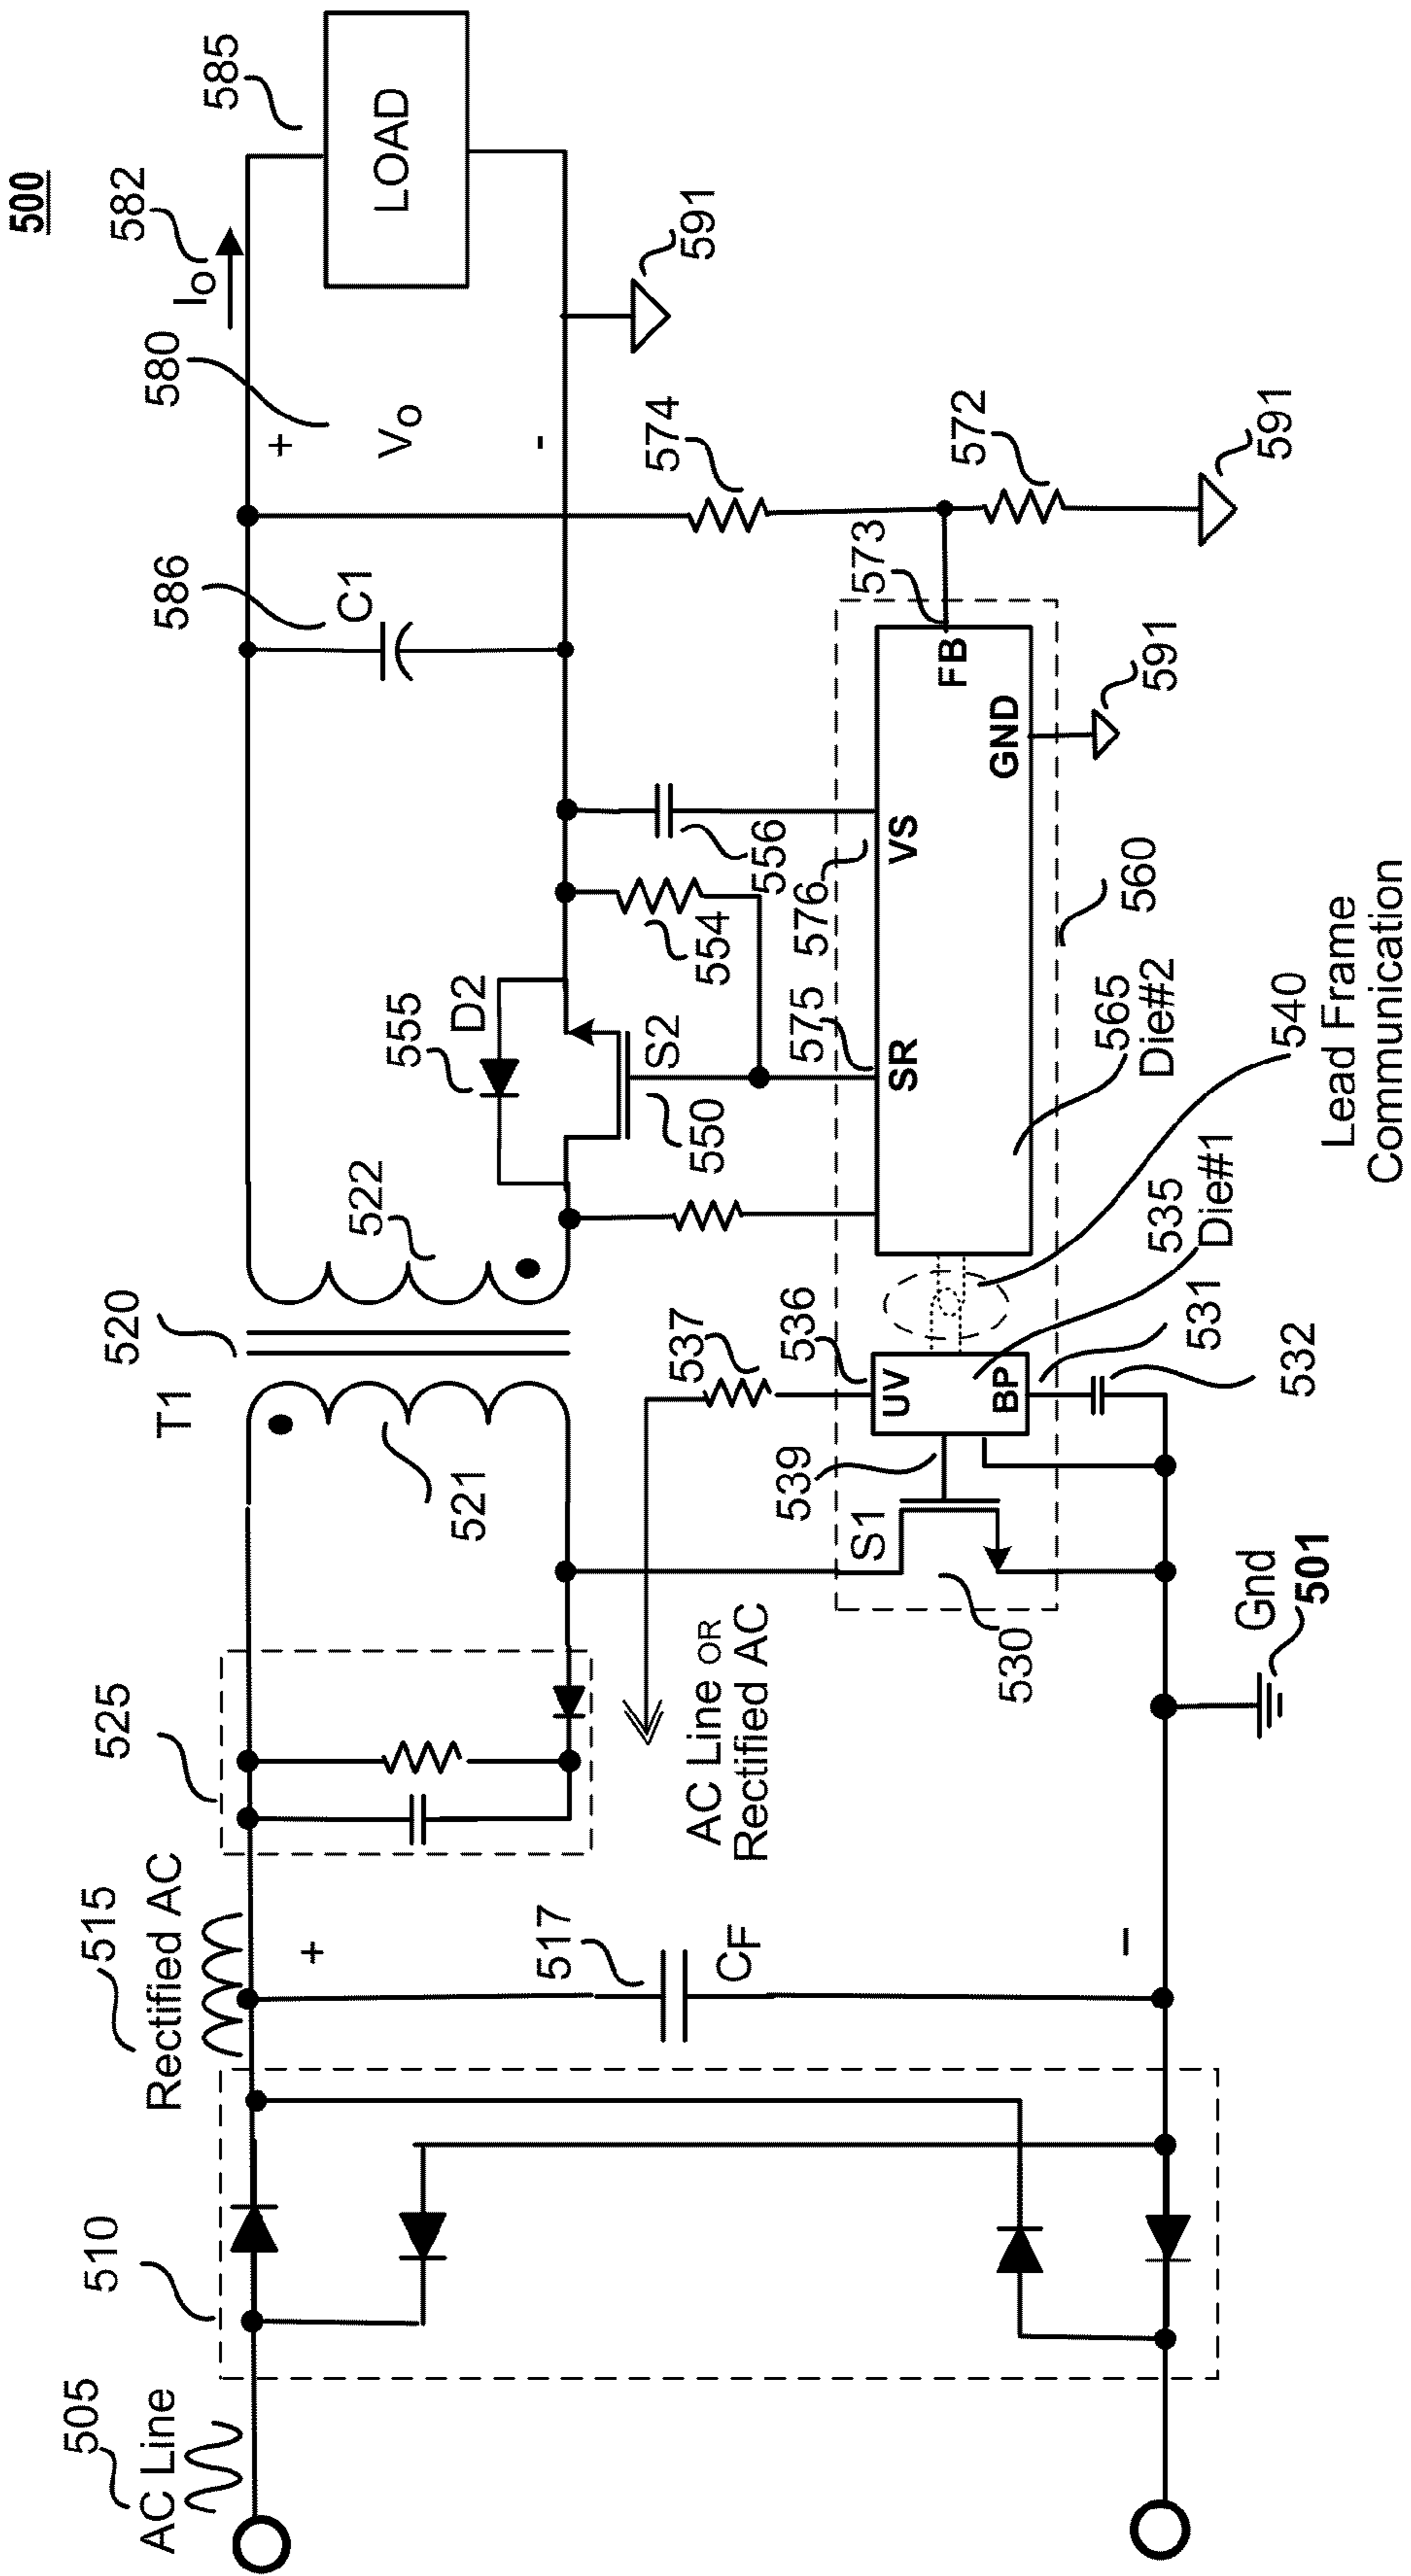 500
505
AC Line
510
515
Rectified AC
+
517
CF
–
525
AC Line OR
Rectified AC
Gnd
501
T1
520
521
522
S1
530
539
537
536
UV
BP
535
Die#1
531
532
540
Lead Frame
Communication
555
D2
S2
550
554
556
575
SR
576
VS
565
Die#2
560
GND
591
FB
573
586
C1
574
572
591
580
+
Vo
-
Io
582
591
585
LOAD